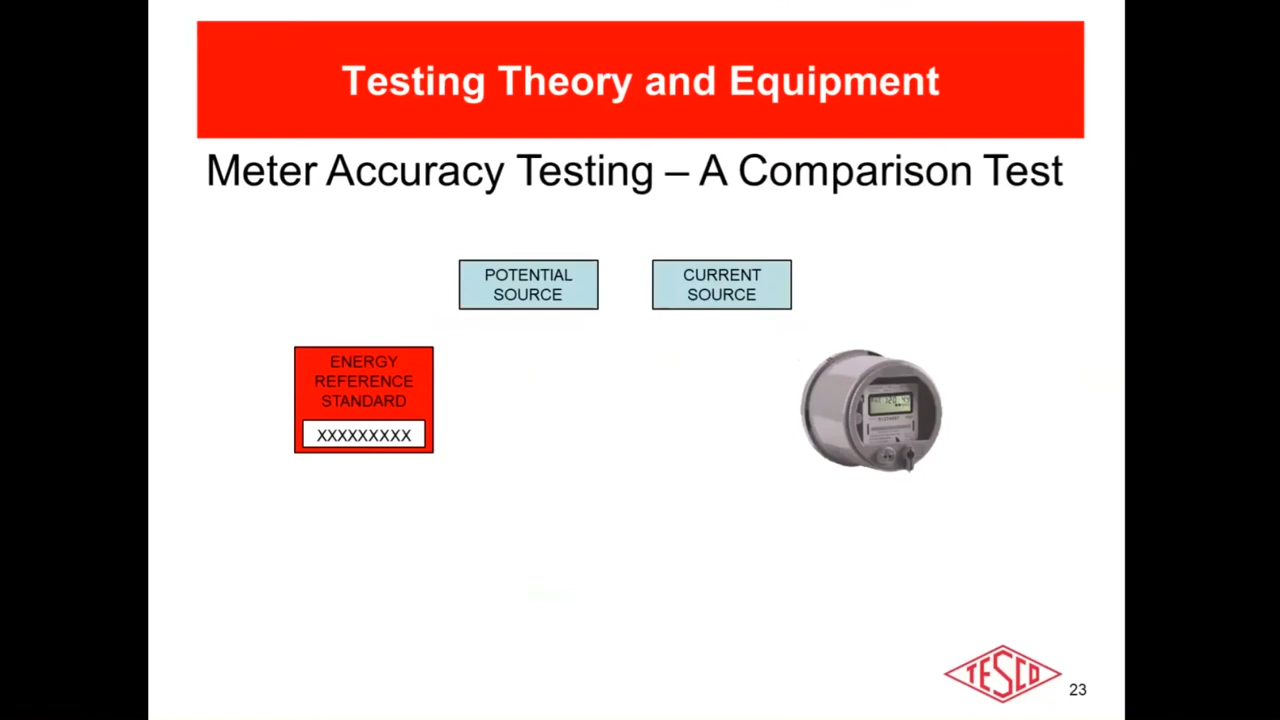 Testing Theory and Equipment
Meter Accuracy Testing – A Comparison Test
POTENTIAL
SOURCE
CURRENT
SOURCE
ENERGY
REFERENCE
STANDARD
XXXXXXXXX
TESCO
23